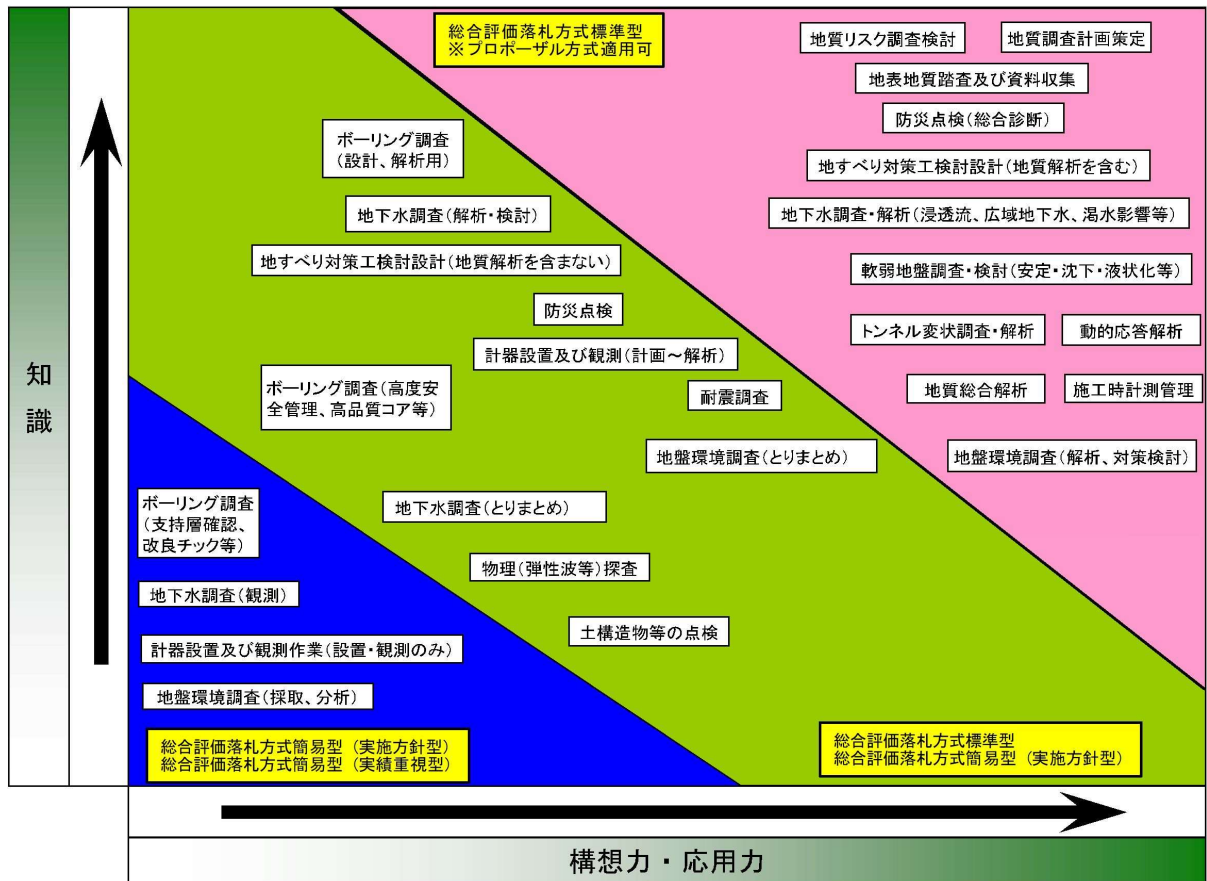 総合評価落札方式標準型
※プロポーザル方式適用可
地質リスク調査検討
地質調査計画策定
地表地質踏査及び資料収集
防災点検(総合診断)
ボーリング調査
(設計、解析用)
地すべり対策工検討設計(地質解析を含む)
地下水調査(解析・検討)
地下水調査・解析(浸透流、広域地下水、渇水影響等)
地すべり対策工検討設計(地質解析を含まない)
軟弱地盤調査・検討(安定・沈下・液状化等)
防災点検
トンネル変状調査・解析
動的応答解析
計器設置及び観測(計画～解析)
ボーリング調査(高度安
全管理、高品質コア等)
耐震調査
地質総合解析
施工時計測管理
知識
地盤環境調査(とりまとめ)
地盤環境調査(解析、対策検討)
ボーリング調査
(支持層確認、
改良チック等)
地下水調査(とりまとめ)
物理(弾性波等)探査
地下水調査(観測)
土構造物等の点検
計器設置及び観測作業(設置・観測のみ)
地盤環境調査(採取、分析)
総合評価落札方式簡易型(実施方針型)
総合評価落札方式簡易型(実績重視型)
総合評価落札方式標準型
総合評価落札方式簡易型(実施方針型)
構想力・応用力